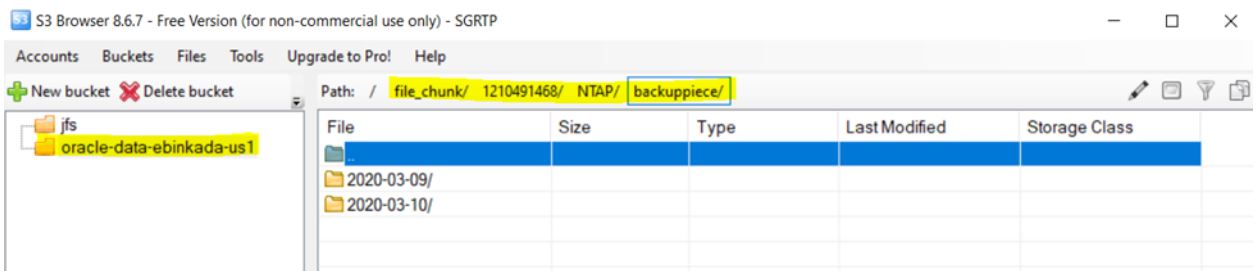 S3 Browser 8.6.7 - Free Version (for non-commercial use only) - SGRTP
Accounts Buckets Files Tools Upgrade to Pro! Help
New bucket Delete bucket
Path: / file_chunk/ 1210491468/ NTAP/ backuppiece/
jfs
oracle-data-ebinkada-us1
File Size Type Last Modified Storage Class
..
2020-03-09/
2020-03-10/